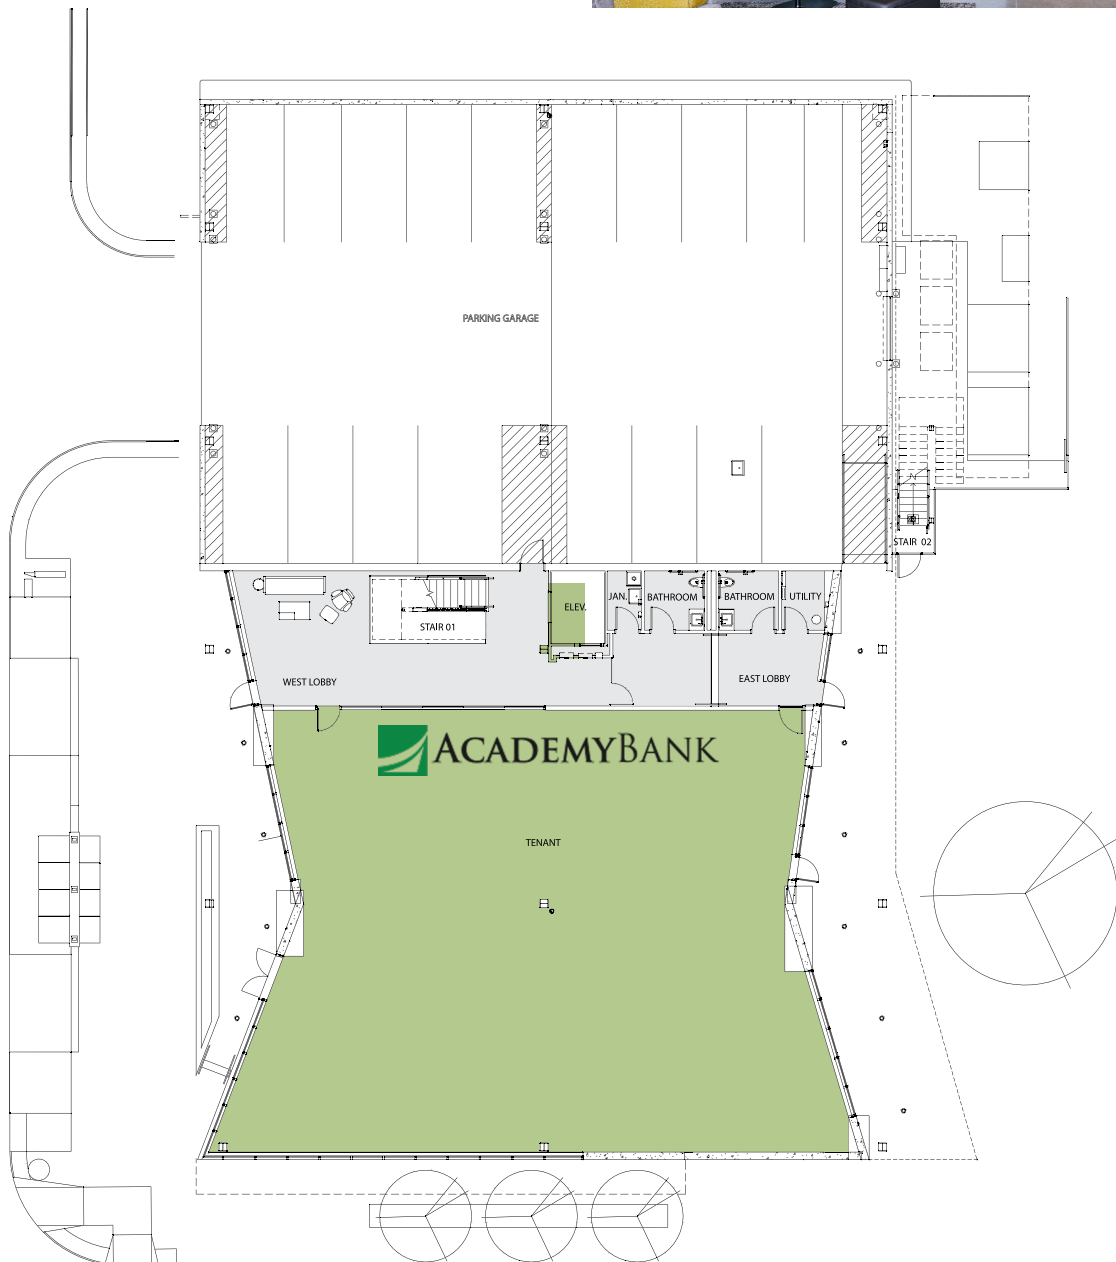 PARKING GARAGE
STAIR 02
ELEV.
JAN.
BATHROOM
BATHROOM
UTILITY
STAIR 01
WEST LOBBY
EAST LOBBY
ACADEMYBANK
TENANT